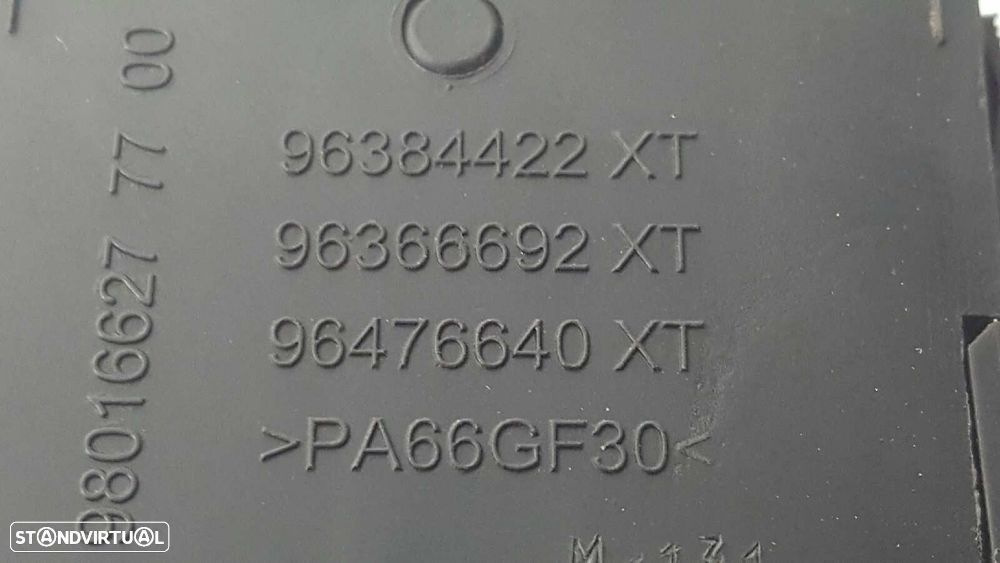 96384422 XT
96366692 XT
96476640 XT
>PA66GF30<
98016627 77 00
STANDVIRTUAL